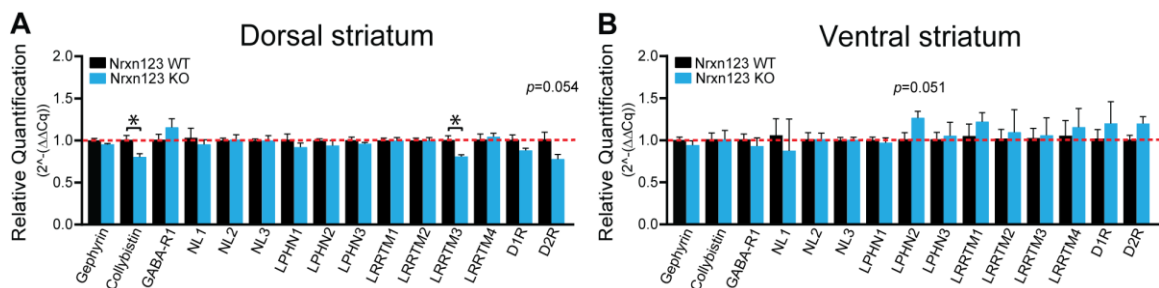 A
Dorsal striatum
Relative Quantification
(2^-(ΔΔCq))
2.0
1.5
1.0
0.5
0.0
Nrxn123 WT
Nrxn123 KO
*
*
p=0.054
Gephyrin
Collybistin
GABA-R1
NL1
NL2
NL3
LPHN1
LPHN2
LPHN3
LRRTM1
LRRTM2
LRRTM3
LRRTM4
D1R
D2R
B
Ventral striatum
Relative Quantification
(2^-(ΔΔCq))
2.0
1.5
1.0
0.5
0.0
Nrxn123 WT
Nrxn123 KO
p=0.051
Gephyrin
Collybistin
GABA-R1
NL1
NL2
NL3
LPHN1
LPHN2
LPHN3
LRRTM1
LRRTM2
LRRTM3
LRRTM4
D1R
D2R